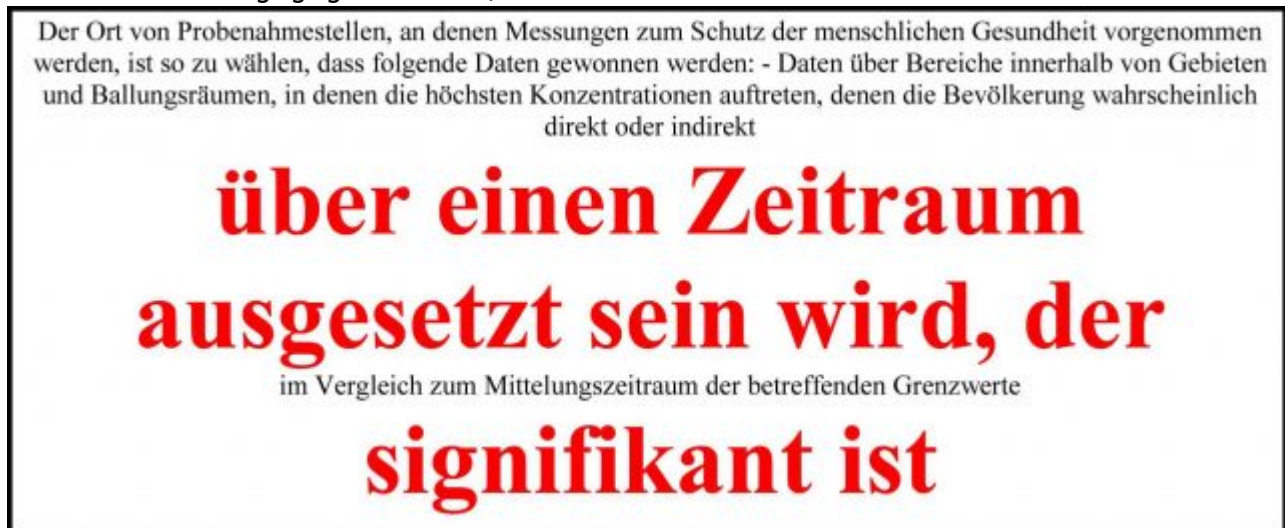 Der Ort von Probenahmestellen, an denen Messungen zum Schutz der menschlichen Gesundheit vorgenommen
werden, ist so zu wählen, dass folgende Daten gewonnen werden: - Daten über Bereiche innerhalb von Gebieten
und Ballungsräumen, in denen die höchsten Konzentrationen auftreten, denen die Bevölkerung wahrscheinlich
direkt oder indirekt
über einen Zeitraum
ausgesetzt sein wird, der
im Vergleich zum Mittelungszeitraum der betreffenden Grenzwerte
signifikant ist